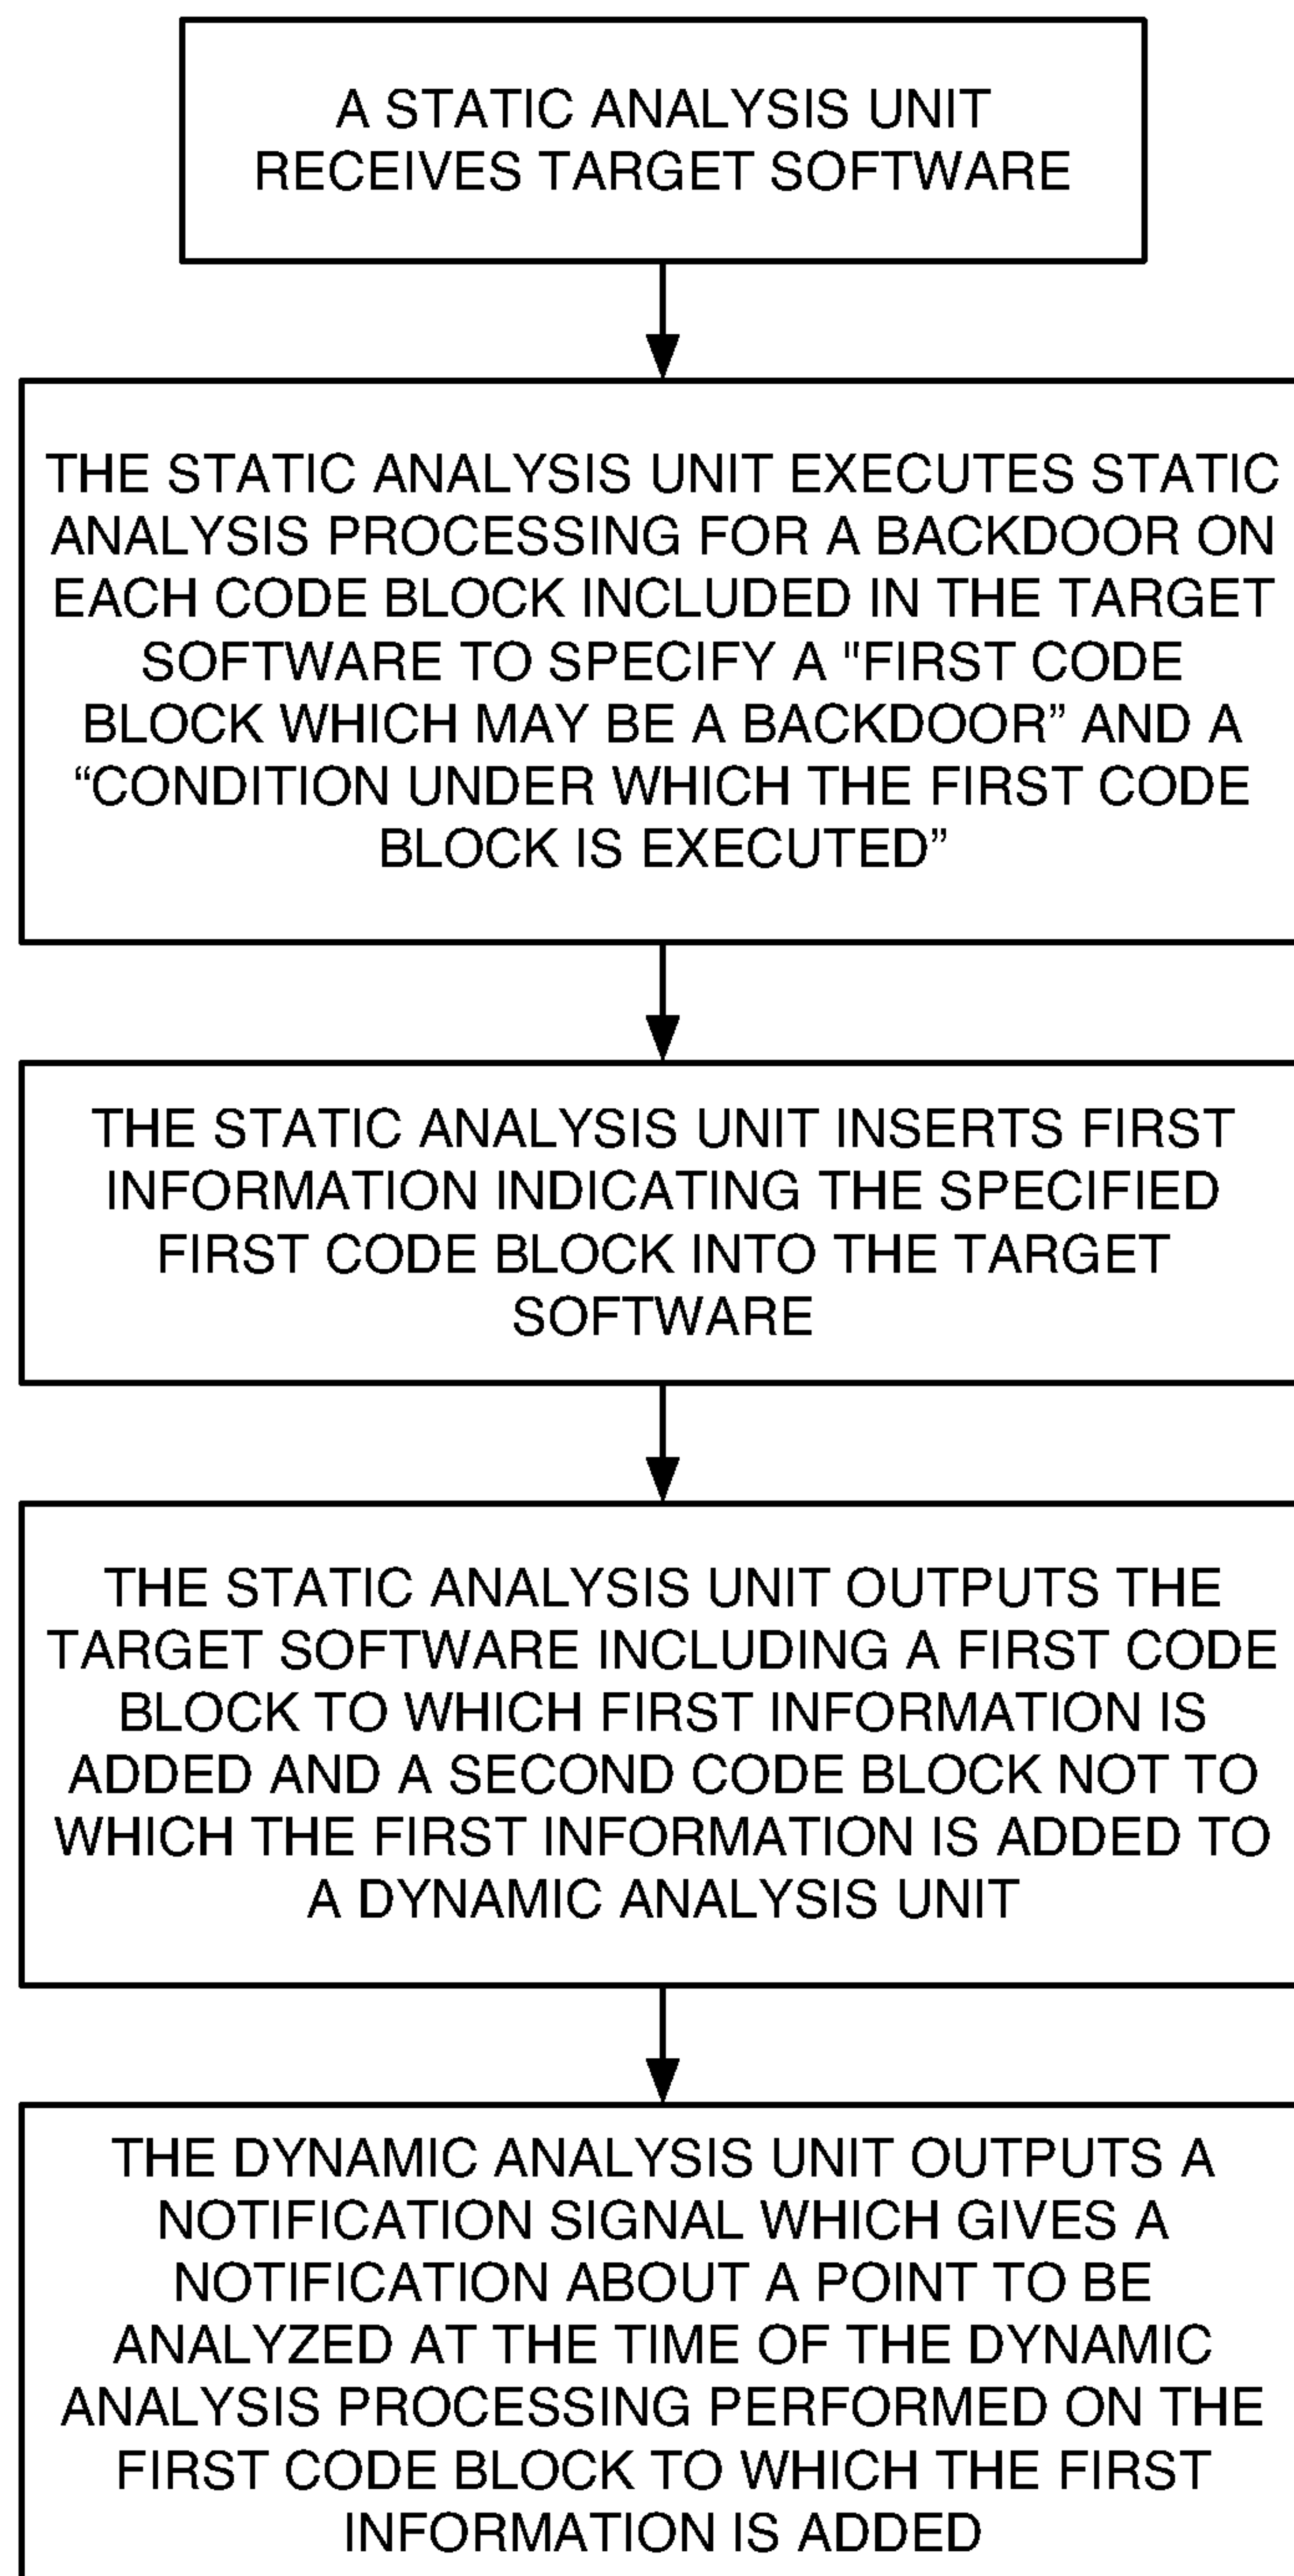 A STATIC ANALYSIS UNIT
RECEIVES TARGET SOFTWARE
THE STATIC ANALYSIS UNIT EXECUTES STATIC
ANALYSIS PROCESSING FOR A BACKDOOR ON
EACH CODE BLOCK INCLUDED IN THE TARGET
SOFTWARE TO SPECIFY A "FIRST CODE
BLOCK WHICH MAY BE A BACKDOOR” AND A
“CONDITION UNDER WHICH THE FIRST CODE
BLOCK IS EXECUTED”
THE STATIC ANALYSIS UNIT INSERTS FIRST
INFORMATION INDICATING THE SPECIFIED
FIRST CODE BLOCK INTO THE TARGET
SOFTWARE
THE STATIC ANALYSIS UNIT OUTPUTS THE
TARGET SOFTWARE INCLUDING A FIRST CODE
BLOCK TO WHICH FIRST INFORMATION IS
ADDED AND A SECOND CODE BLOCK NOT TO
WHICH THE FIRST INFORMATION IS ADDED TO
A DYNAMIC ANALYSIS UNIT
THE DYNAMIC ANALYSIS UNIT OUTPUTS A
NOTIFICATION SIGNAL WHICH GIVES A
NOTIFICATION ABOUT A POINT TO BE
ANALYZED AT THE TIME OF THE DYNAMIC
ANALYSIS PROCESSING PERFORMED ON THE
FIRST CODE BLOCK TO WHICH THE FIRST
INFORMATION IS ADDED